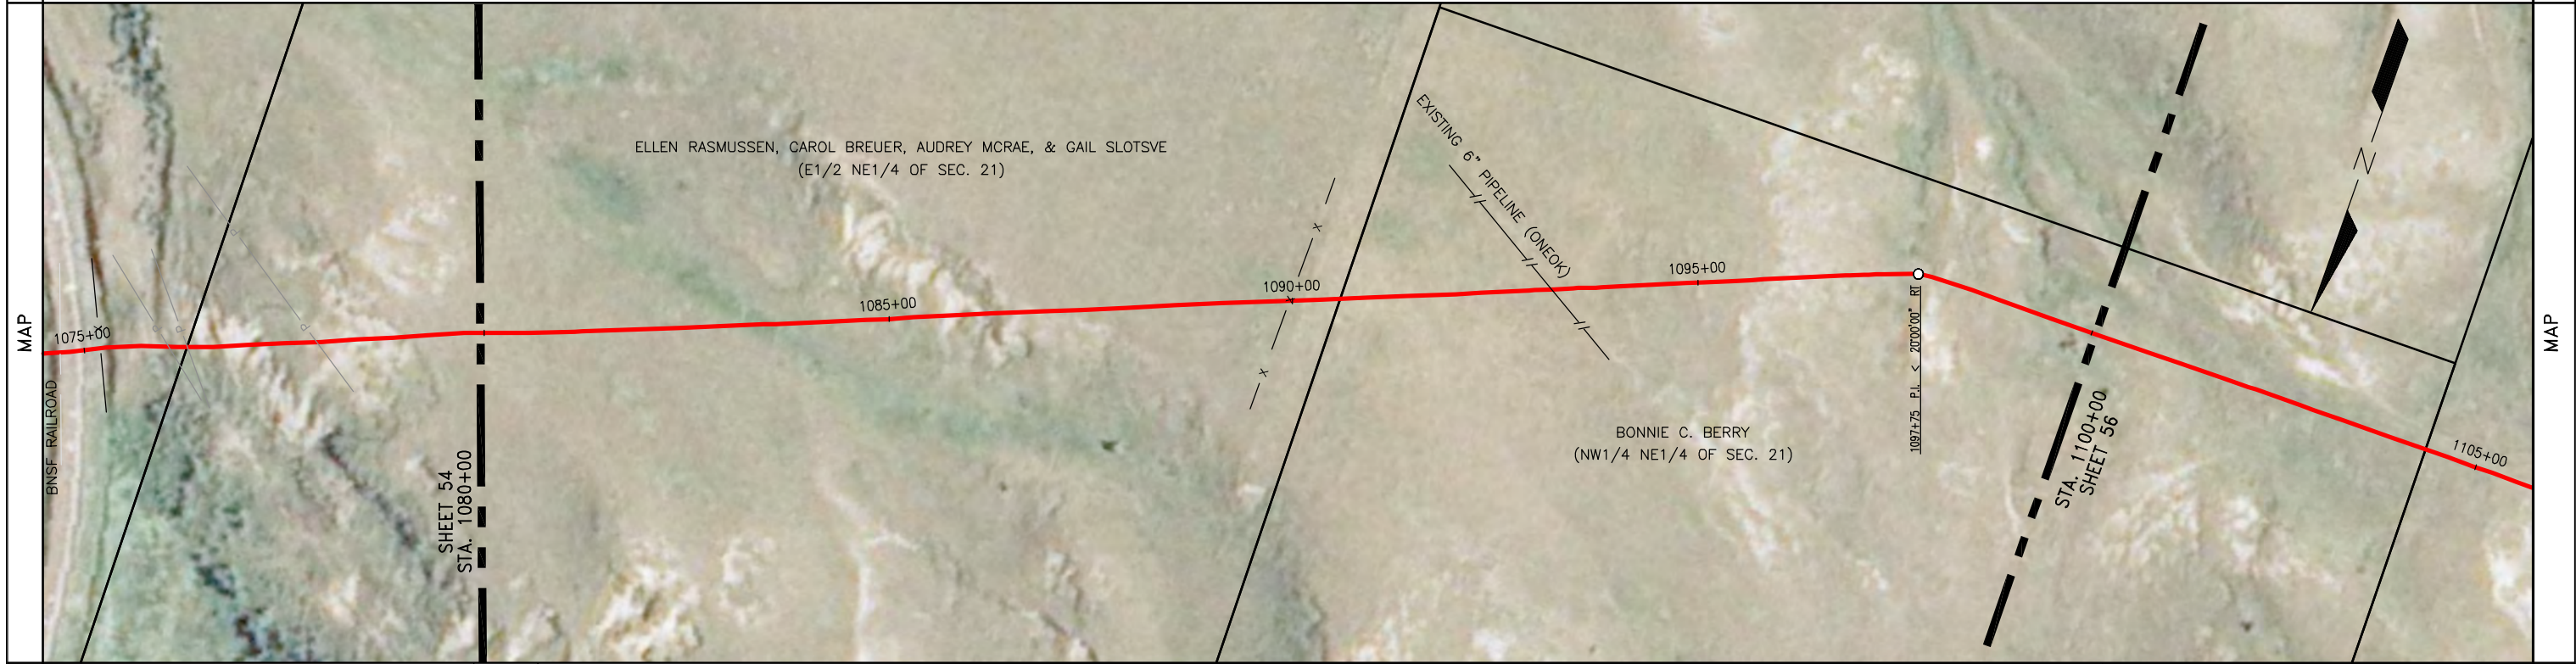 MAP
1075+00
BNSF RAILROAD
SHEET 54
STA. 1080+00
ELLEN RASMUSSEN, CAROL BREUER, AUDREY MCRAE, & GAIL SLOTSVE
(E1/2 NE1/4 OF SEC. 21)
1085+00
1090+00
EXISTING 6" PIPELINE (ONEOK)
1095+00
BONNIE C. BERRY
(NW1/4 NE1/4 OF SEC. 21)
1097+75 P.I. < 20°00'00" RT
STA. 1100+00
SHEET 56
N
1105+00
MAP